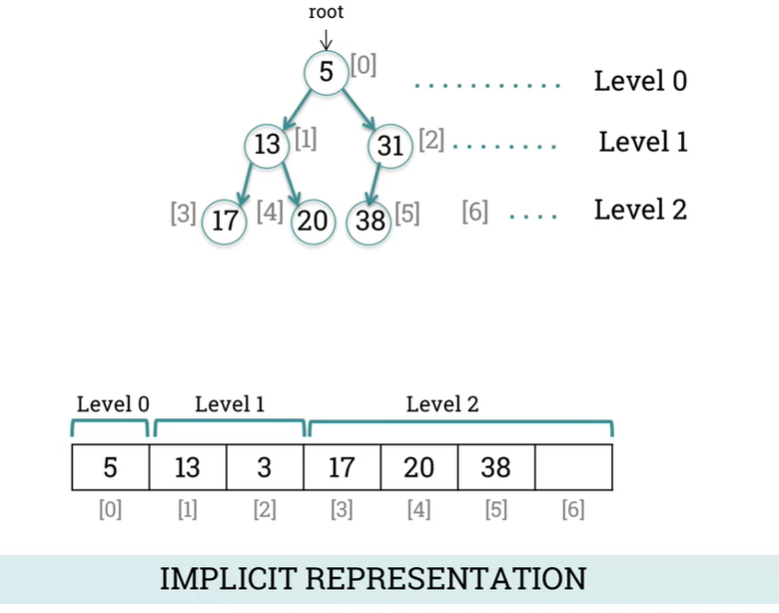 root
5 [0] ........... Level 0
13 [1] 31 [2] ........ Level 1
[3] 17 [4] 20 38 [5] [6] .... Level 2
Level 0 Level 1 Level 2
5 13 3 17 20 38
[0] [1] [2] [3] [4] [5] [6]
IMPLICIT REPRESENTATION